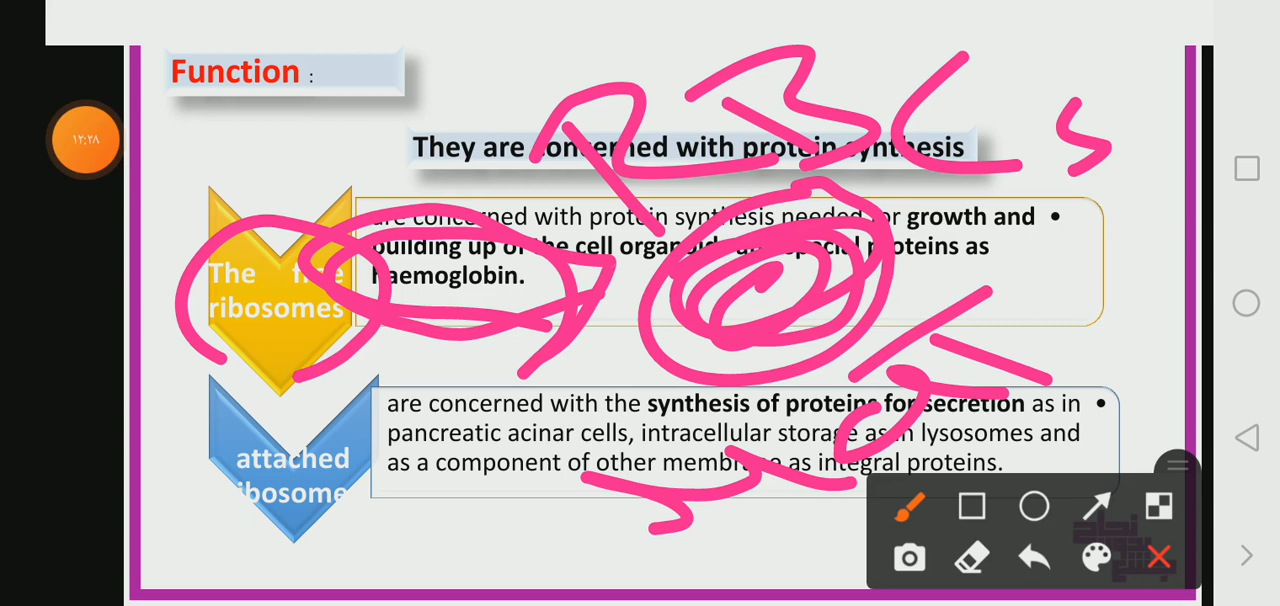 Function :
RBCs
They are concerned with protein synthesis
١٢:٢٨
The free ribosomes
are concerned with protein synthesis needed for growth and •
building up of the cell organoids and special proteins as
haemoglobin.
attached
ribosome
are concerned with the synthesis of proteins for secretion as in •
pancreatic acinar cells, intracellular storage as in lysosomes and
as a component of other membrane as integral proteins.